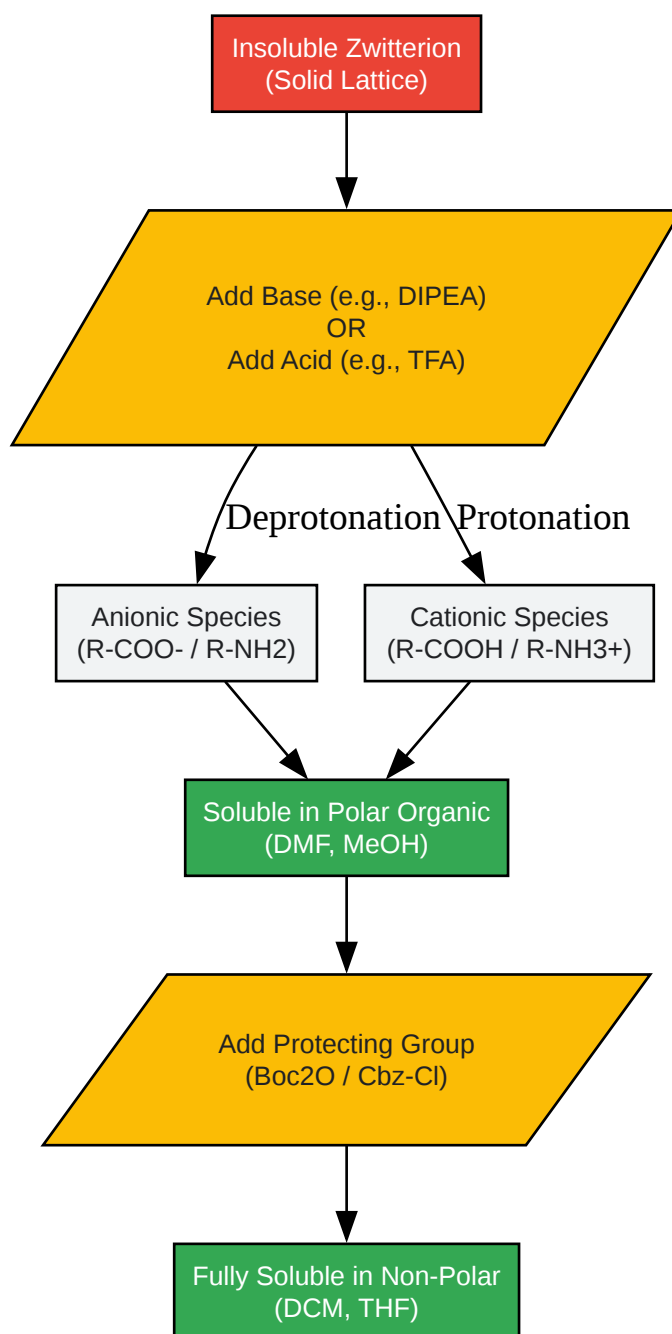 Insoluble Zwitterion
(Solid Lattice)
Add Base (e.g., DIPEA)
OR
Add Acid (e.g., TFA)
Deprotonation
Protonation
Anionic Species
(R-COO- / R-NH2)
Cationic Species
(R-COOH / R-NH3+)
Soluble in Polar Organic
(DMF, MeOH)
Add Protecting Group
(Boc2O / Cbz-Cl)
Fully Soluble in Non-Polar
(DCM, THF)